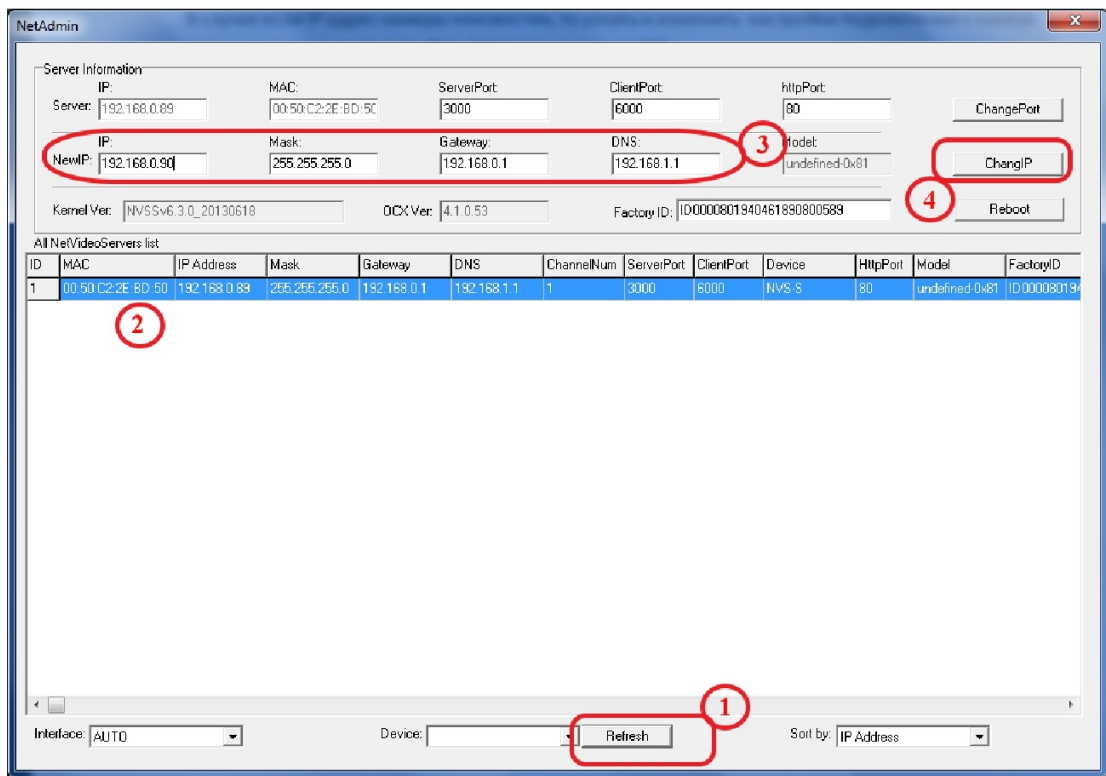 NetAdmin
Server Information
IP: MAC: ServerPort: ClientPort: httpPort:
Server: 192.168.0.89 00:50:C2:2E:BD:50 3000 6000 80 ChangePort
IP: Mask: Gateway: DNS: 3 Model:
NewIP: 192.168.0.90 255.255.255.0 192.168.0.1 192.168.1.1 undefined-0x81 ChangIP
4
Kernel Ver: NVSSv6.3.0_20130618 OCX Ver: 4.1.0.53 Factory ID: ID0000801940461890800589 Reboot
All NetVideoServers list
ID MAC IP Address Mask Gateway DNS ChannelNum ServerPort ClientPort Device HttpPort Model FactoryID
1 00:50:C2:2E:BD:50 192.168.0.89 255.255.255.0 192.168.0.1 192.168.1.1 1 3000 6000 NVS-S 80 undefined-0x81 ID000080194
2
1
Interface: AUTO Device: Refresh Sort by: IP Address